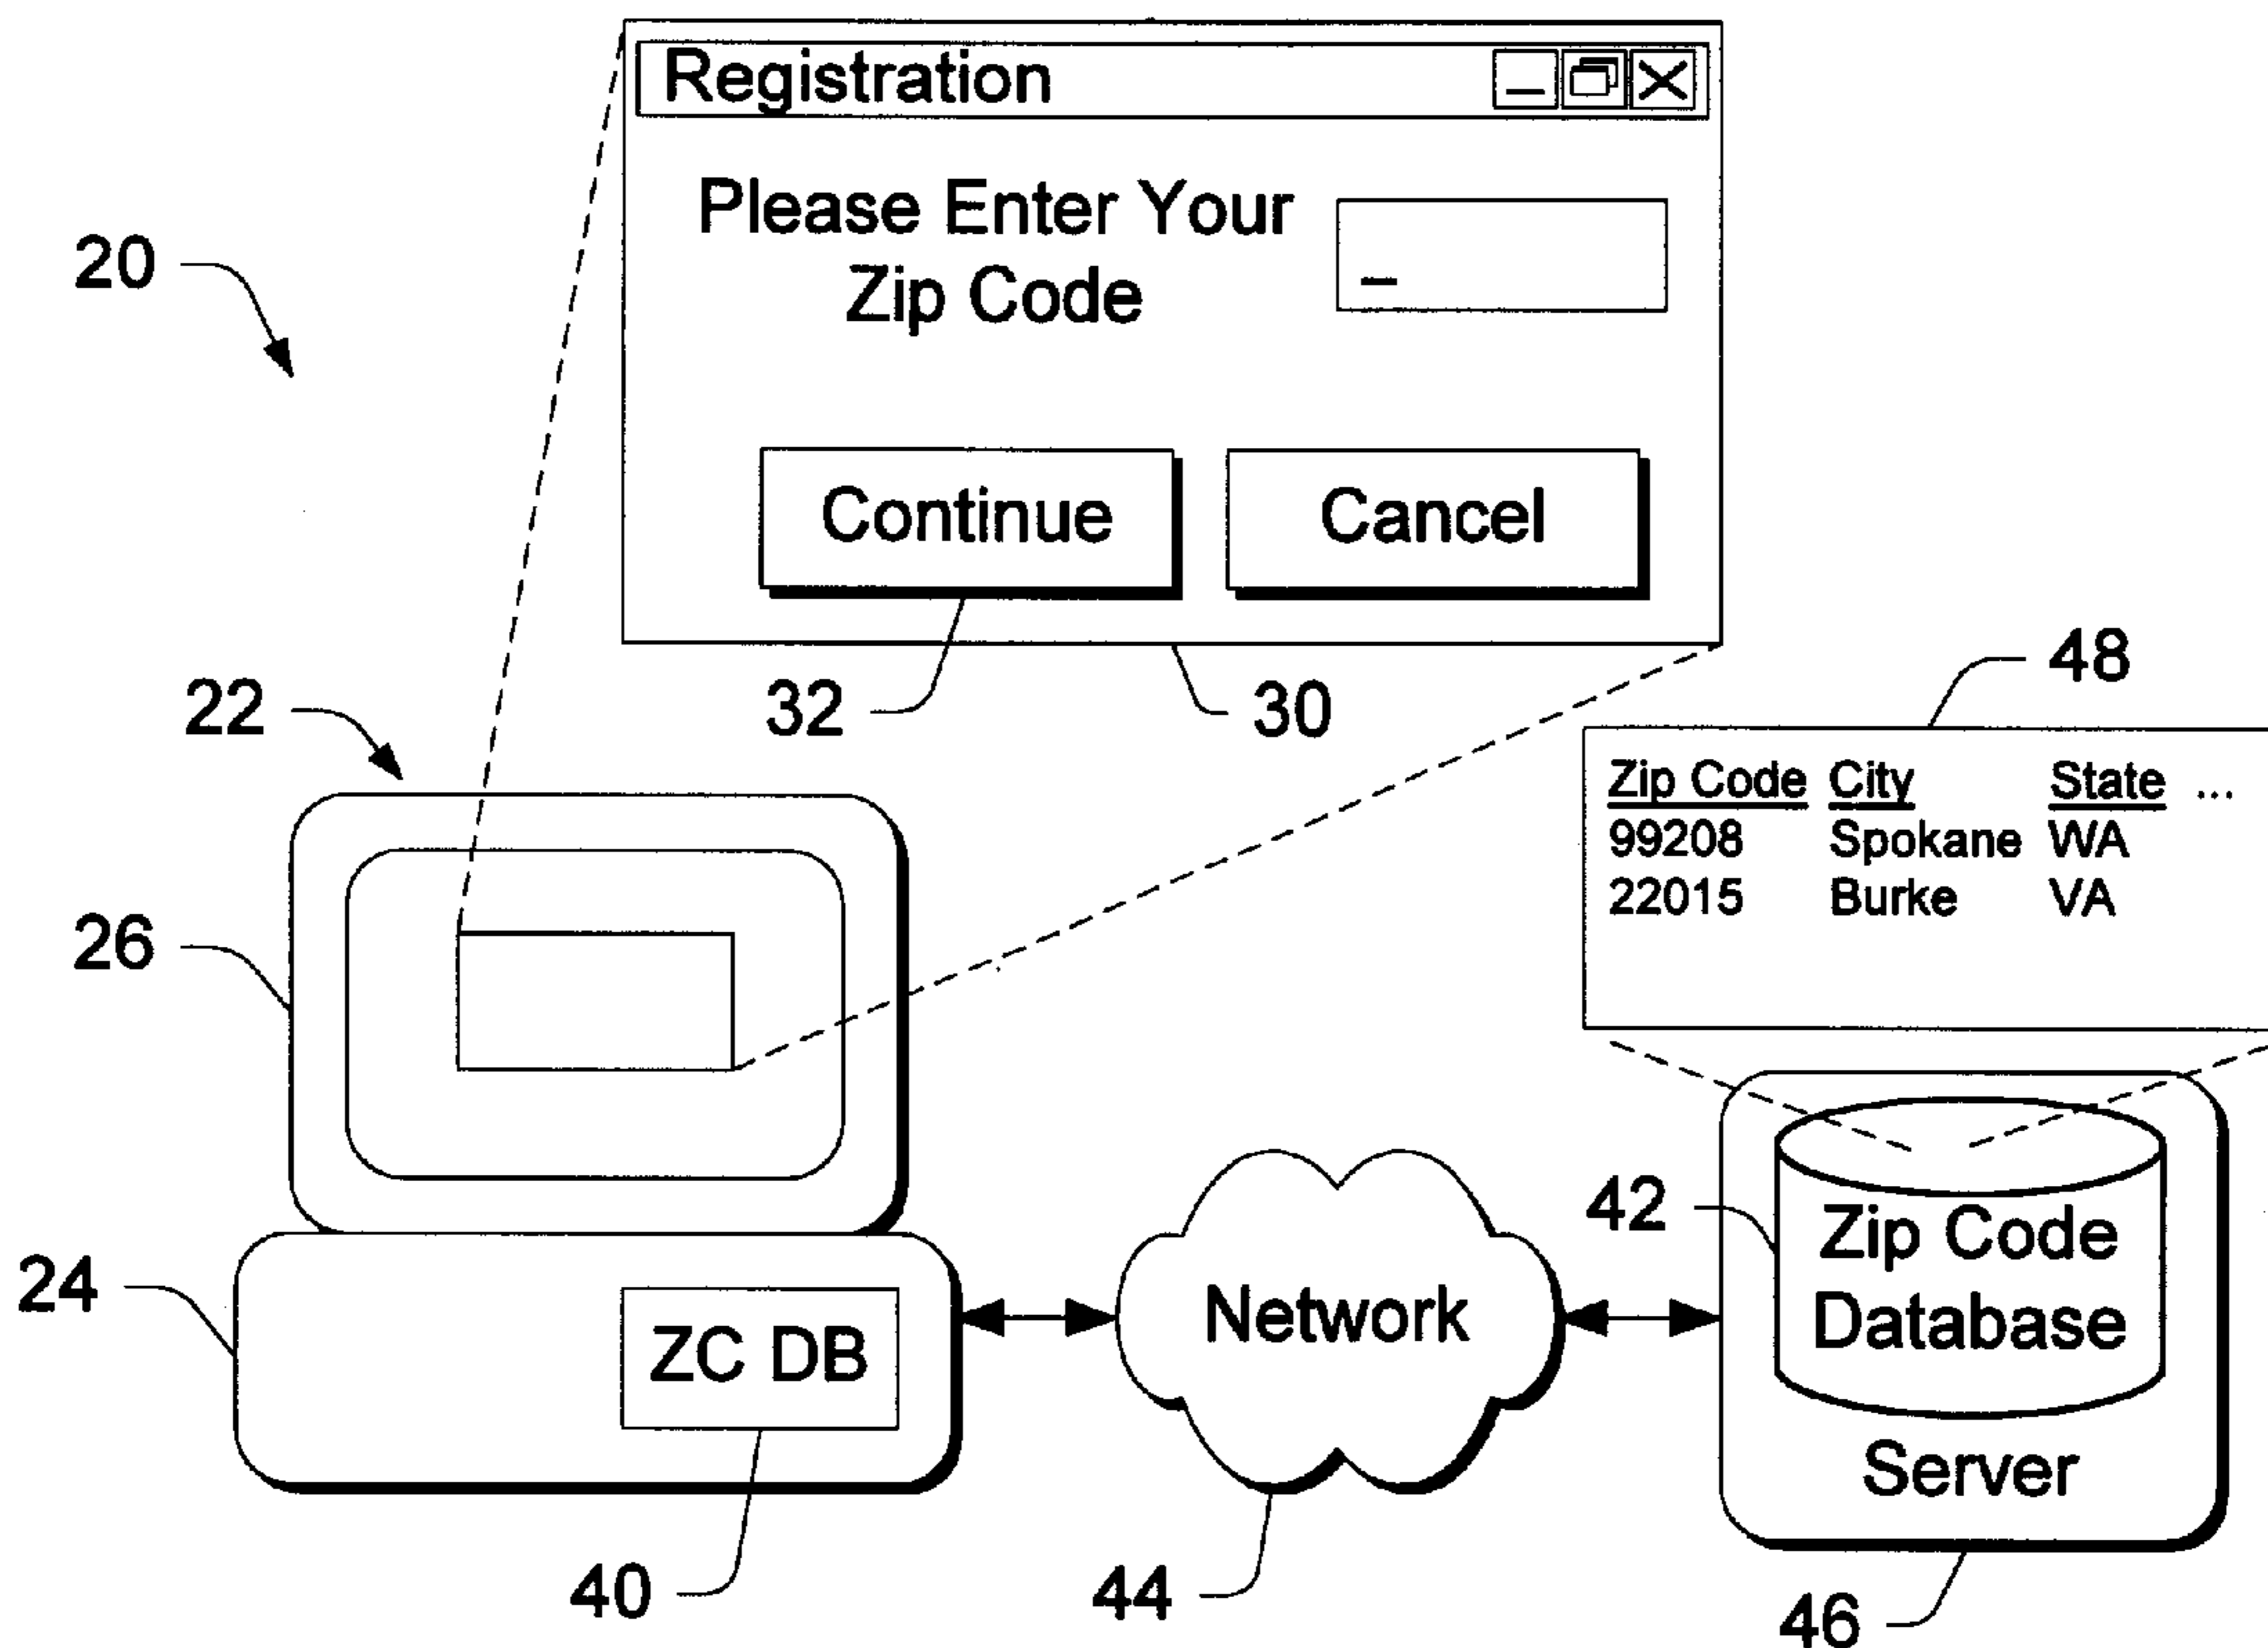 Registration
Please Enter Your
Zip Code
20
Continue
Cancel
32
30
48
22
Zip Code City State ...
99208 Spokane WA
22015 Burke VA
26
42
Zip Code
Database
24
ZC DB
Network
Server
40
44
46